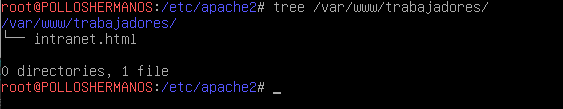 root@POLLOSHERMANOS:/etc/apache2# tree /var/www/trabajadores/
/var/www/trabajadores/
└── intranet.html

0 directories, 1 file
root@POLLOSHERMANOS:/etc/apache2# _